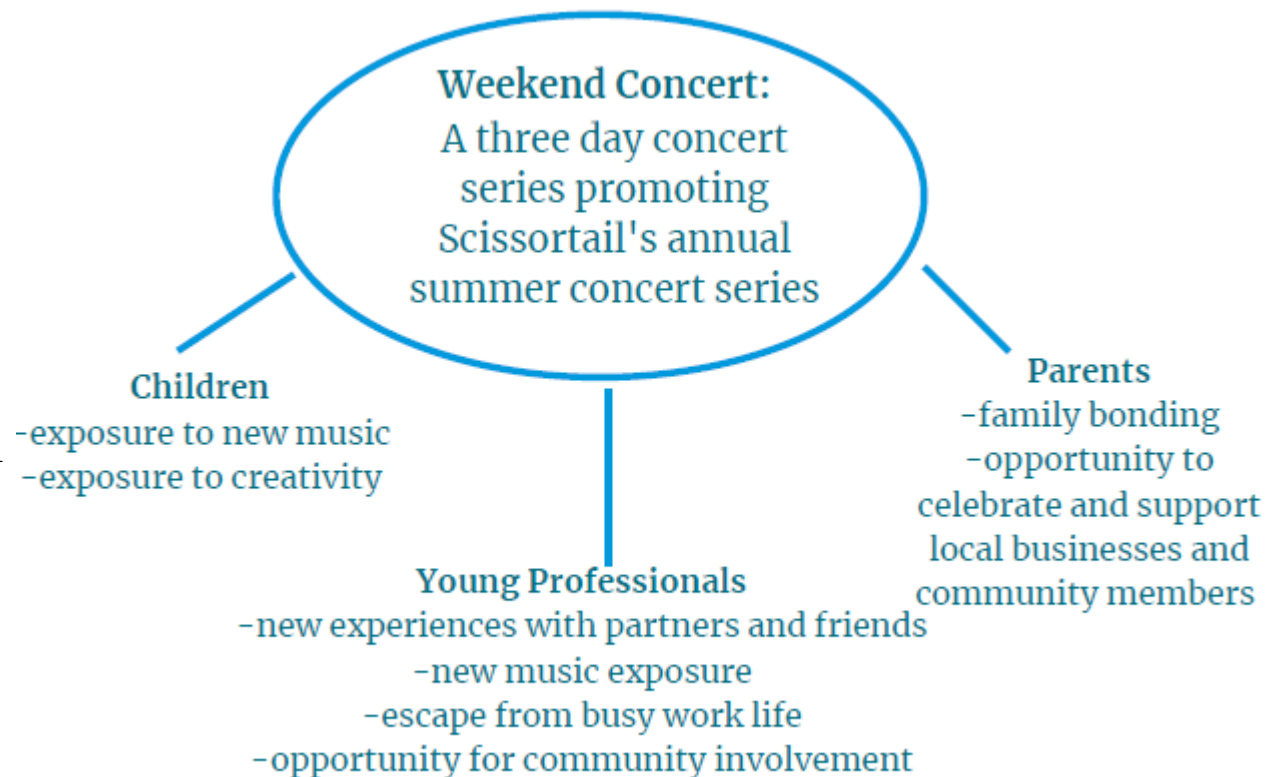 Weekend Concert:
A three day concert
series promoting
Scissortail's annual
summer concert series
Children
-exposure to new music
-exposure to creativity
Young Professionals
-new experiences with partners and friends
-new music exposure
-escape from busy work life
-opportunity for community involvement
Parents
-family bonding
-opportunity to
celebrate and support
local businesses and
community members